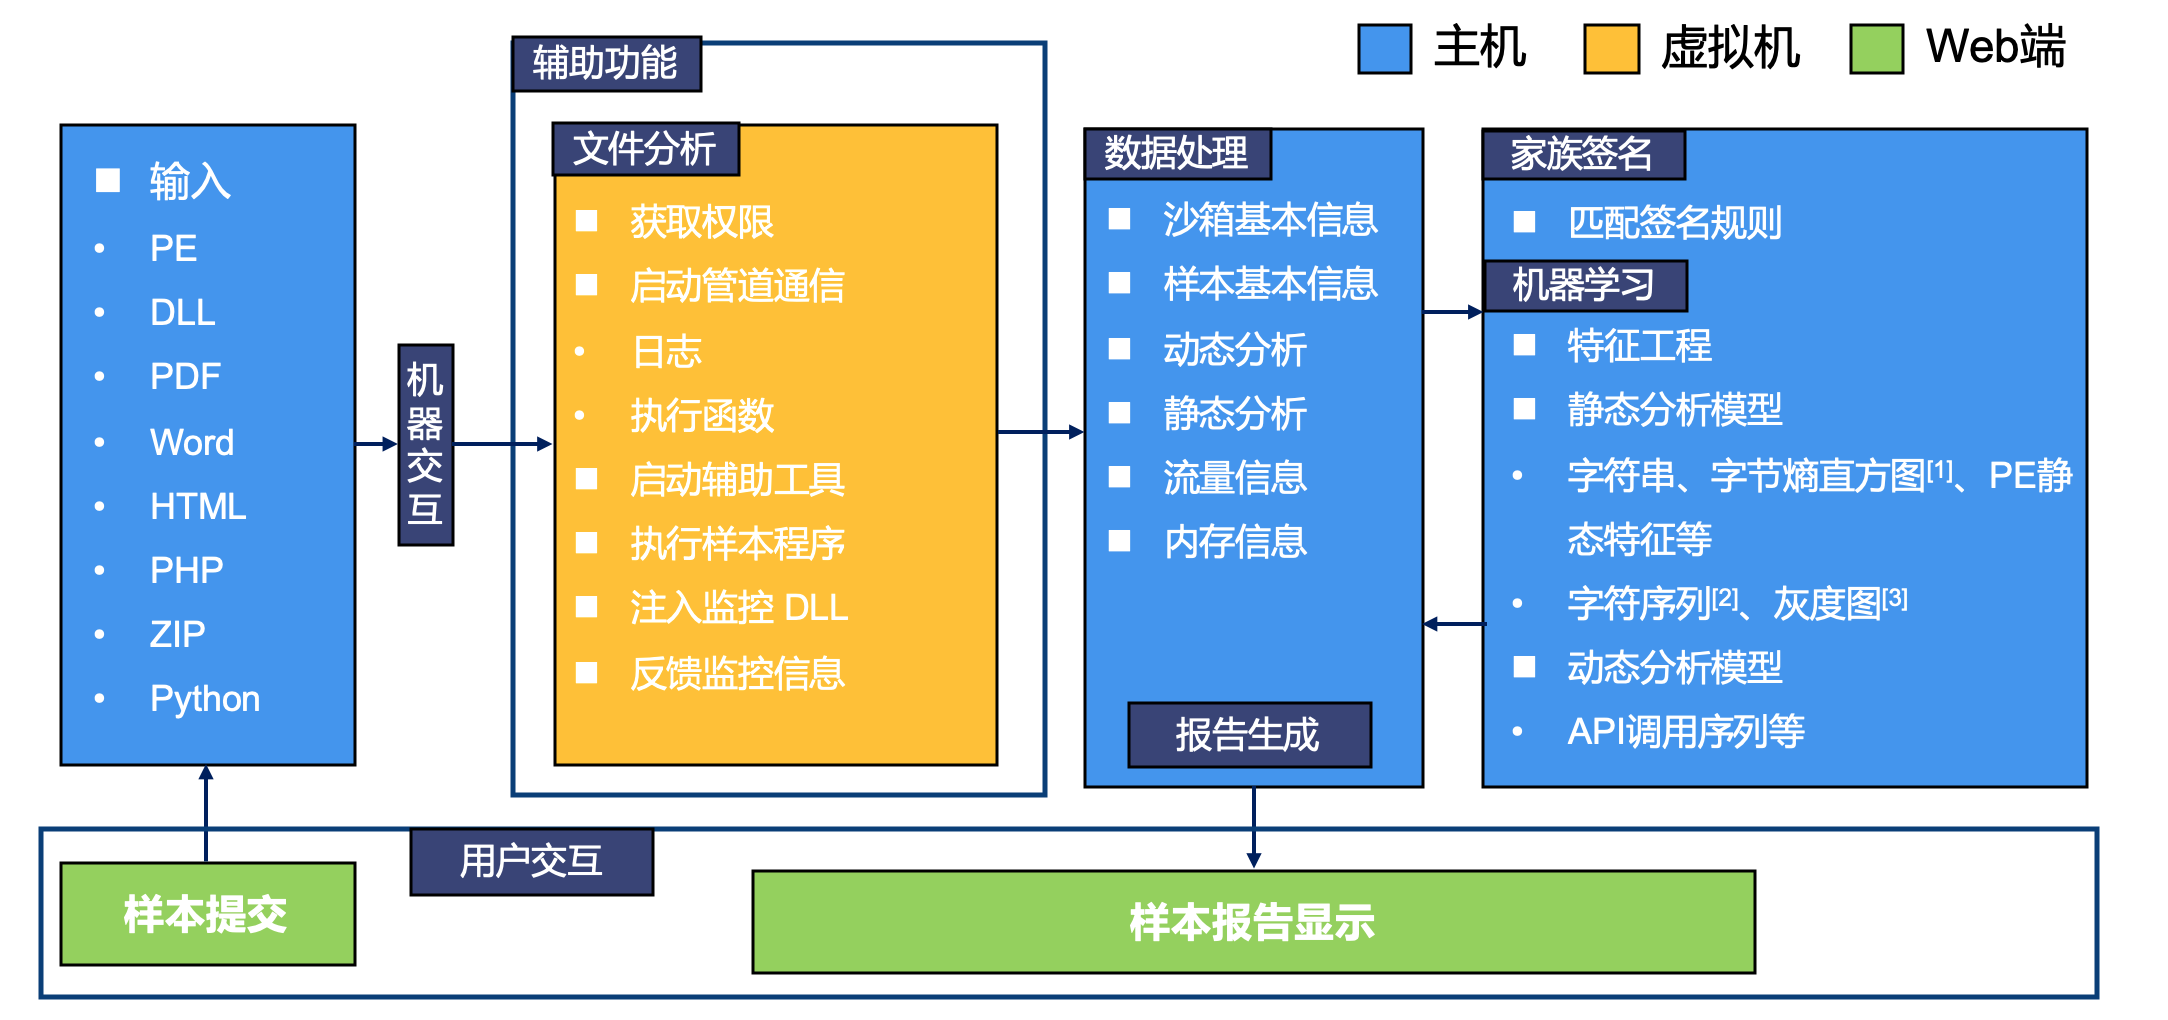 主机
虚拟机
Web端
辅助功能
输入
PE
DLL
PDF
Word
HTML
PHP
ZIP
Python
机
器
交
互
文件分析
获取权限
启动管道通信
日志
执行函数
启动辅助工具
执行样本程序
注入监控 DLL
反馈监控信息
数据处理
沙箱基本信息
样本基本信息
动态分析
静态分析
流量信息
内存信息
报告生成
家族签名
匹配签名规则
机器学习
特征工程
静态分析模型
字符串、字节熵直方图[1]、PE静
态特征等
字符序列[2]、灰度图[3]
动态分析模型
API调用序列等
用户交互
样本提交
样本报告显示